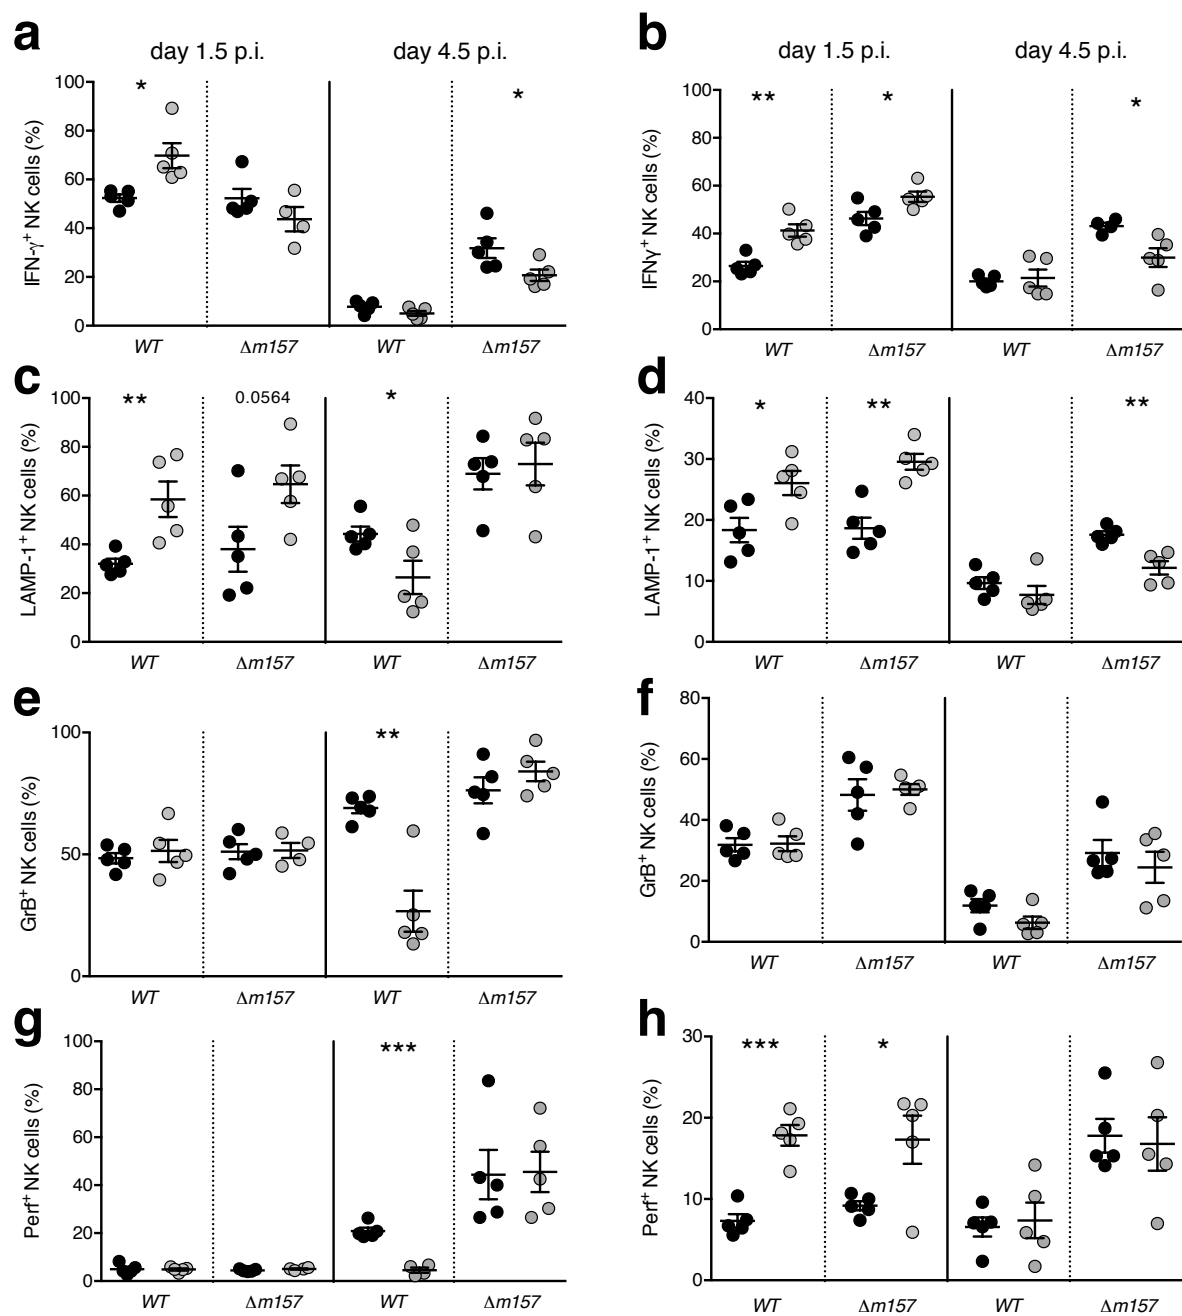 a
day 1.5 p.i. day 4.5 p.i.
IFN-γ⁺ NK cells (%)
100
80
60
40
20
0
* *
WT Δm157 WT Δm157
b
day 1.5 p.i. day 4.5 p.i.
IFNγ⁺ NK cells (%)
100
80
60
40
20
0
** * *
WT Δm157 WT Δm157
c
LAMP-1⁺ NK cells (%)
100
80
60
40
20
0
** 0.0564 *
WT Δm157 WT Δm157
d
LAMP-1⁺ NK cells (%)
40
30
20
10
0
* ** **
WT Δm157 WT Δm157
e
GrB⁺ NK cells (%)
100
50
0
**
WT Δm157 WT Δm157
f
GrB⁺ NK cells (%)
80
60
40
20
0
WT Δm157 WT Δm157
g
Perf⁺ NK cells (%)
100
80
60
40
20
0
***
WT Δm157 WT Δm157
h
Perf⁺ NK cells (%)
30
20
10
0
*** *
WT Δm157 WT Δm157